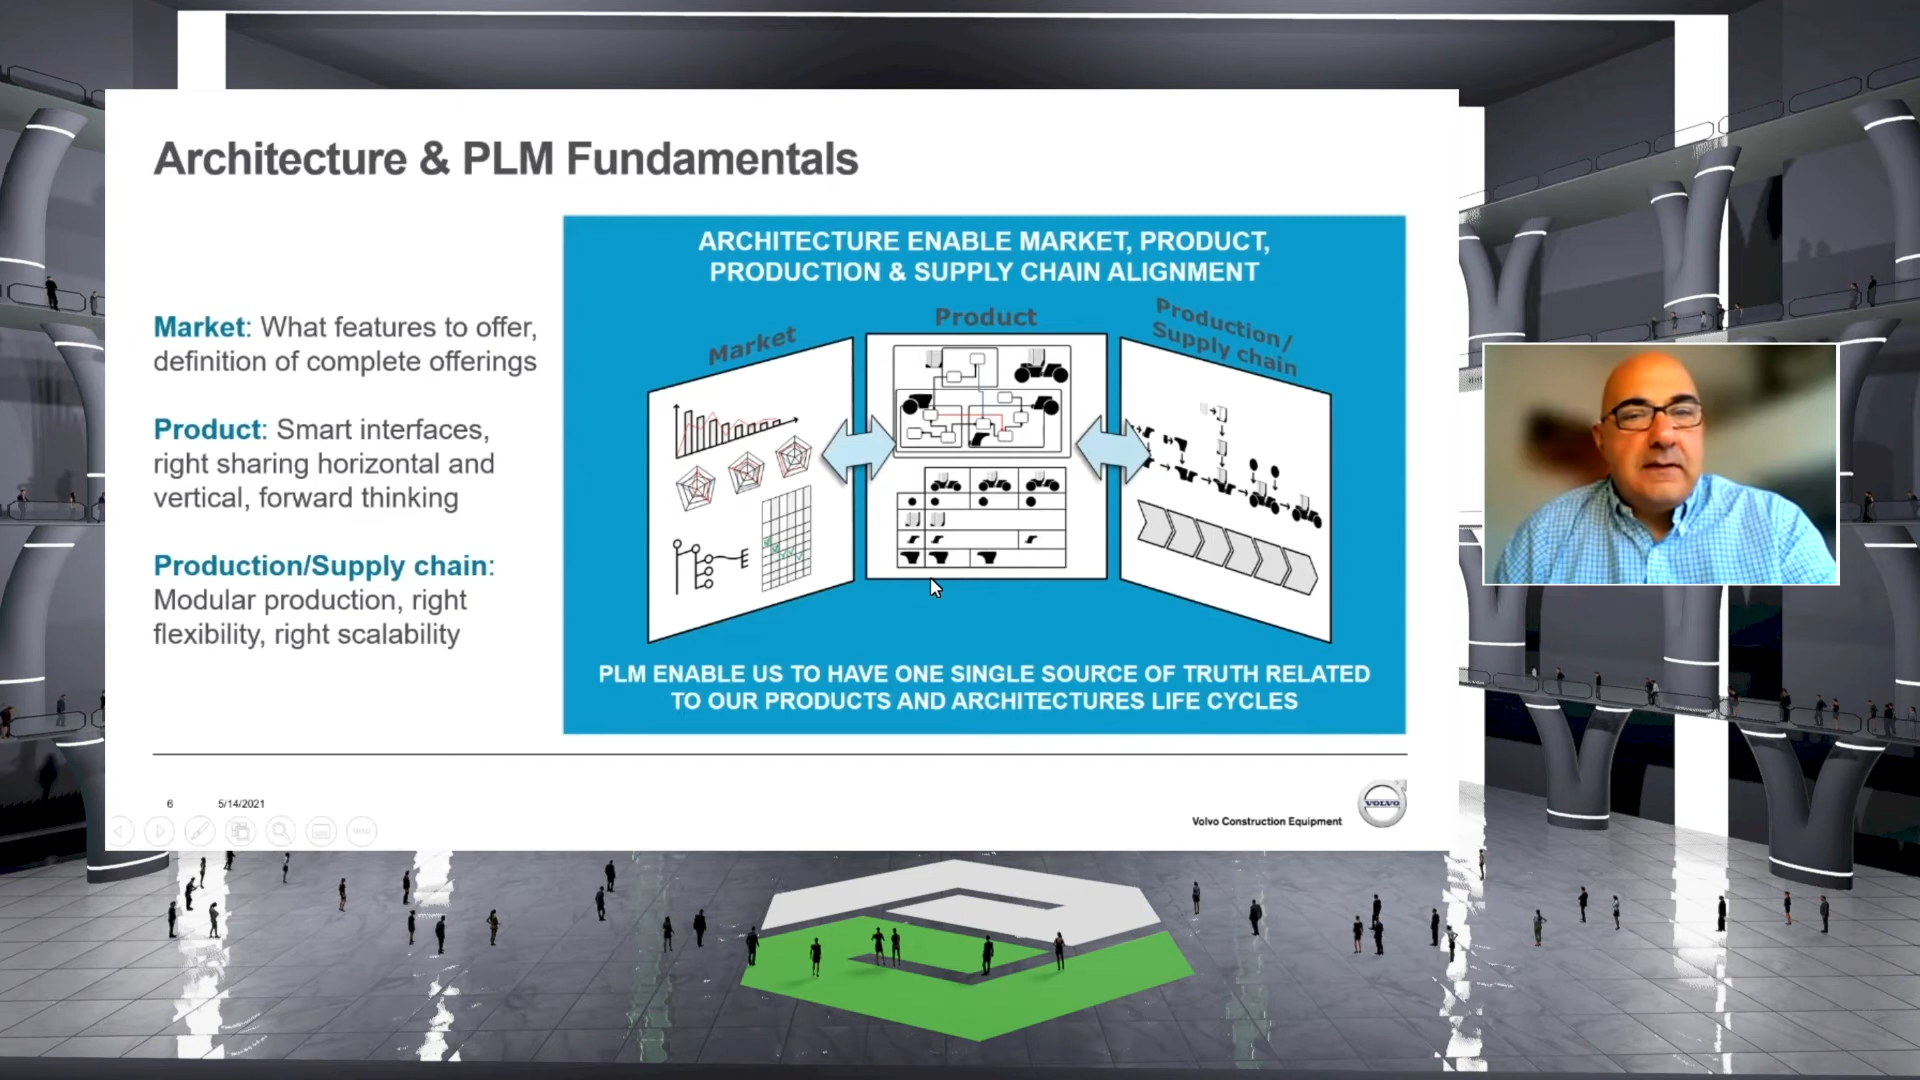 Architecture & PLM Fundamentals
Market: What features to offer,
definition of complete offerings
Product: Smart interfaces,
right sharing horizontal and
vertical, forward thinking
Production/Supply chain:
Modular production, right
flexibility, right scalability
ARCHITECTURE ENABLE MARKET, PRODUCT,
PRODUCTION & SUPPLY CHAIN ALIGNMENT
Market
Product
Production/
Supply chain
PLM ENABLE US TO HAVE ONE SINGLE SOURCE OF TRUTH RELATED
TO OUR PRODUCTS AND ARCHITECTURES LIFE CYCLES
6
5/14/2021
Volvo Construction Equipment
VOLVO